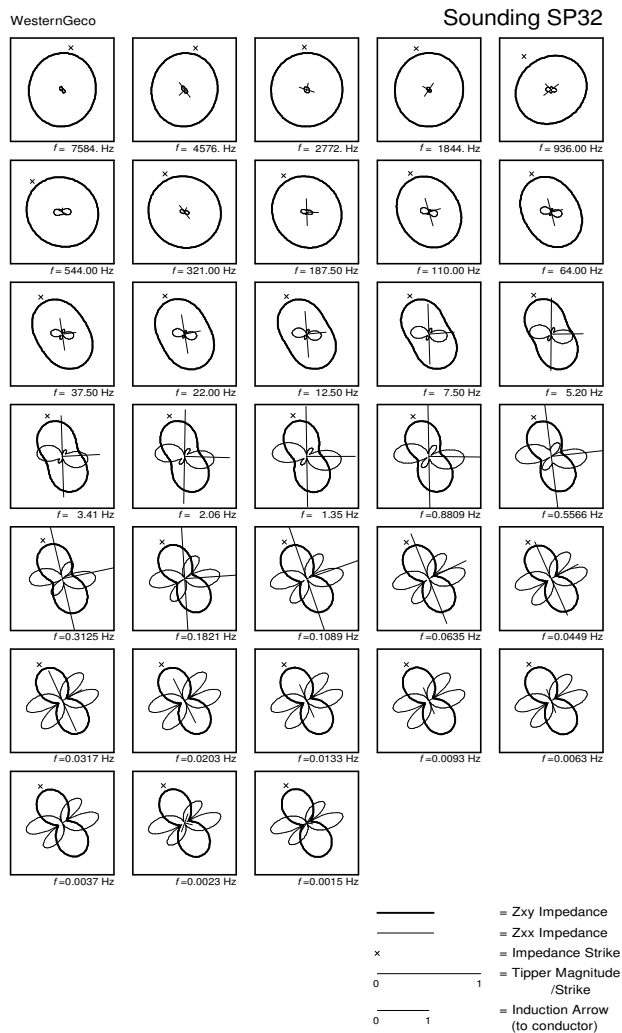 WesternGeco
Sounding SP32
f = 7584. Hz
f = 4576. Hz
f = 2772. Hz
f = 1844. Hz
f = 936.00 Hz
f = 544.00 Hz
f = 321.00 Hz
f = 187.50 Hz
f = 110.00 Hz
f = 64.00 Hz
f = 37.50 Hz
f = 22.00 Hz
f = 12.50 Hz
f = 7.50 Hz
f = 5.20 Hz
f = 3.41 Hz
f = 2.06 Hz
f = 1.35 Hz
f =0.8809 Hz
f =0.5566 Hz
f =0.3125 Hz
f =0.1821 Hz
f =0.1089 Hz
f =0.0635 Hz
f =0.0449 Hz
f =0.0317 Hz
f =0.0203 Hz
f =0.0133 Hz
f =0.0093 Hz
f =0.0063 Hz
f =0.0037 Hz
f =0.0023 Hz
f =0.0015 Hz
= Zxy Impedance
= Zxx Impedance
× = Impedance Strike
0 1 = Tipper Magnitude
/Strike
0 1 = Induction Arrow
(to conductor)